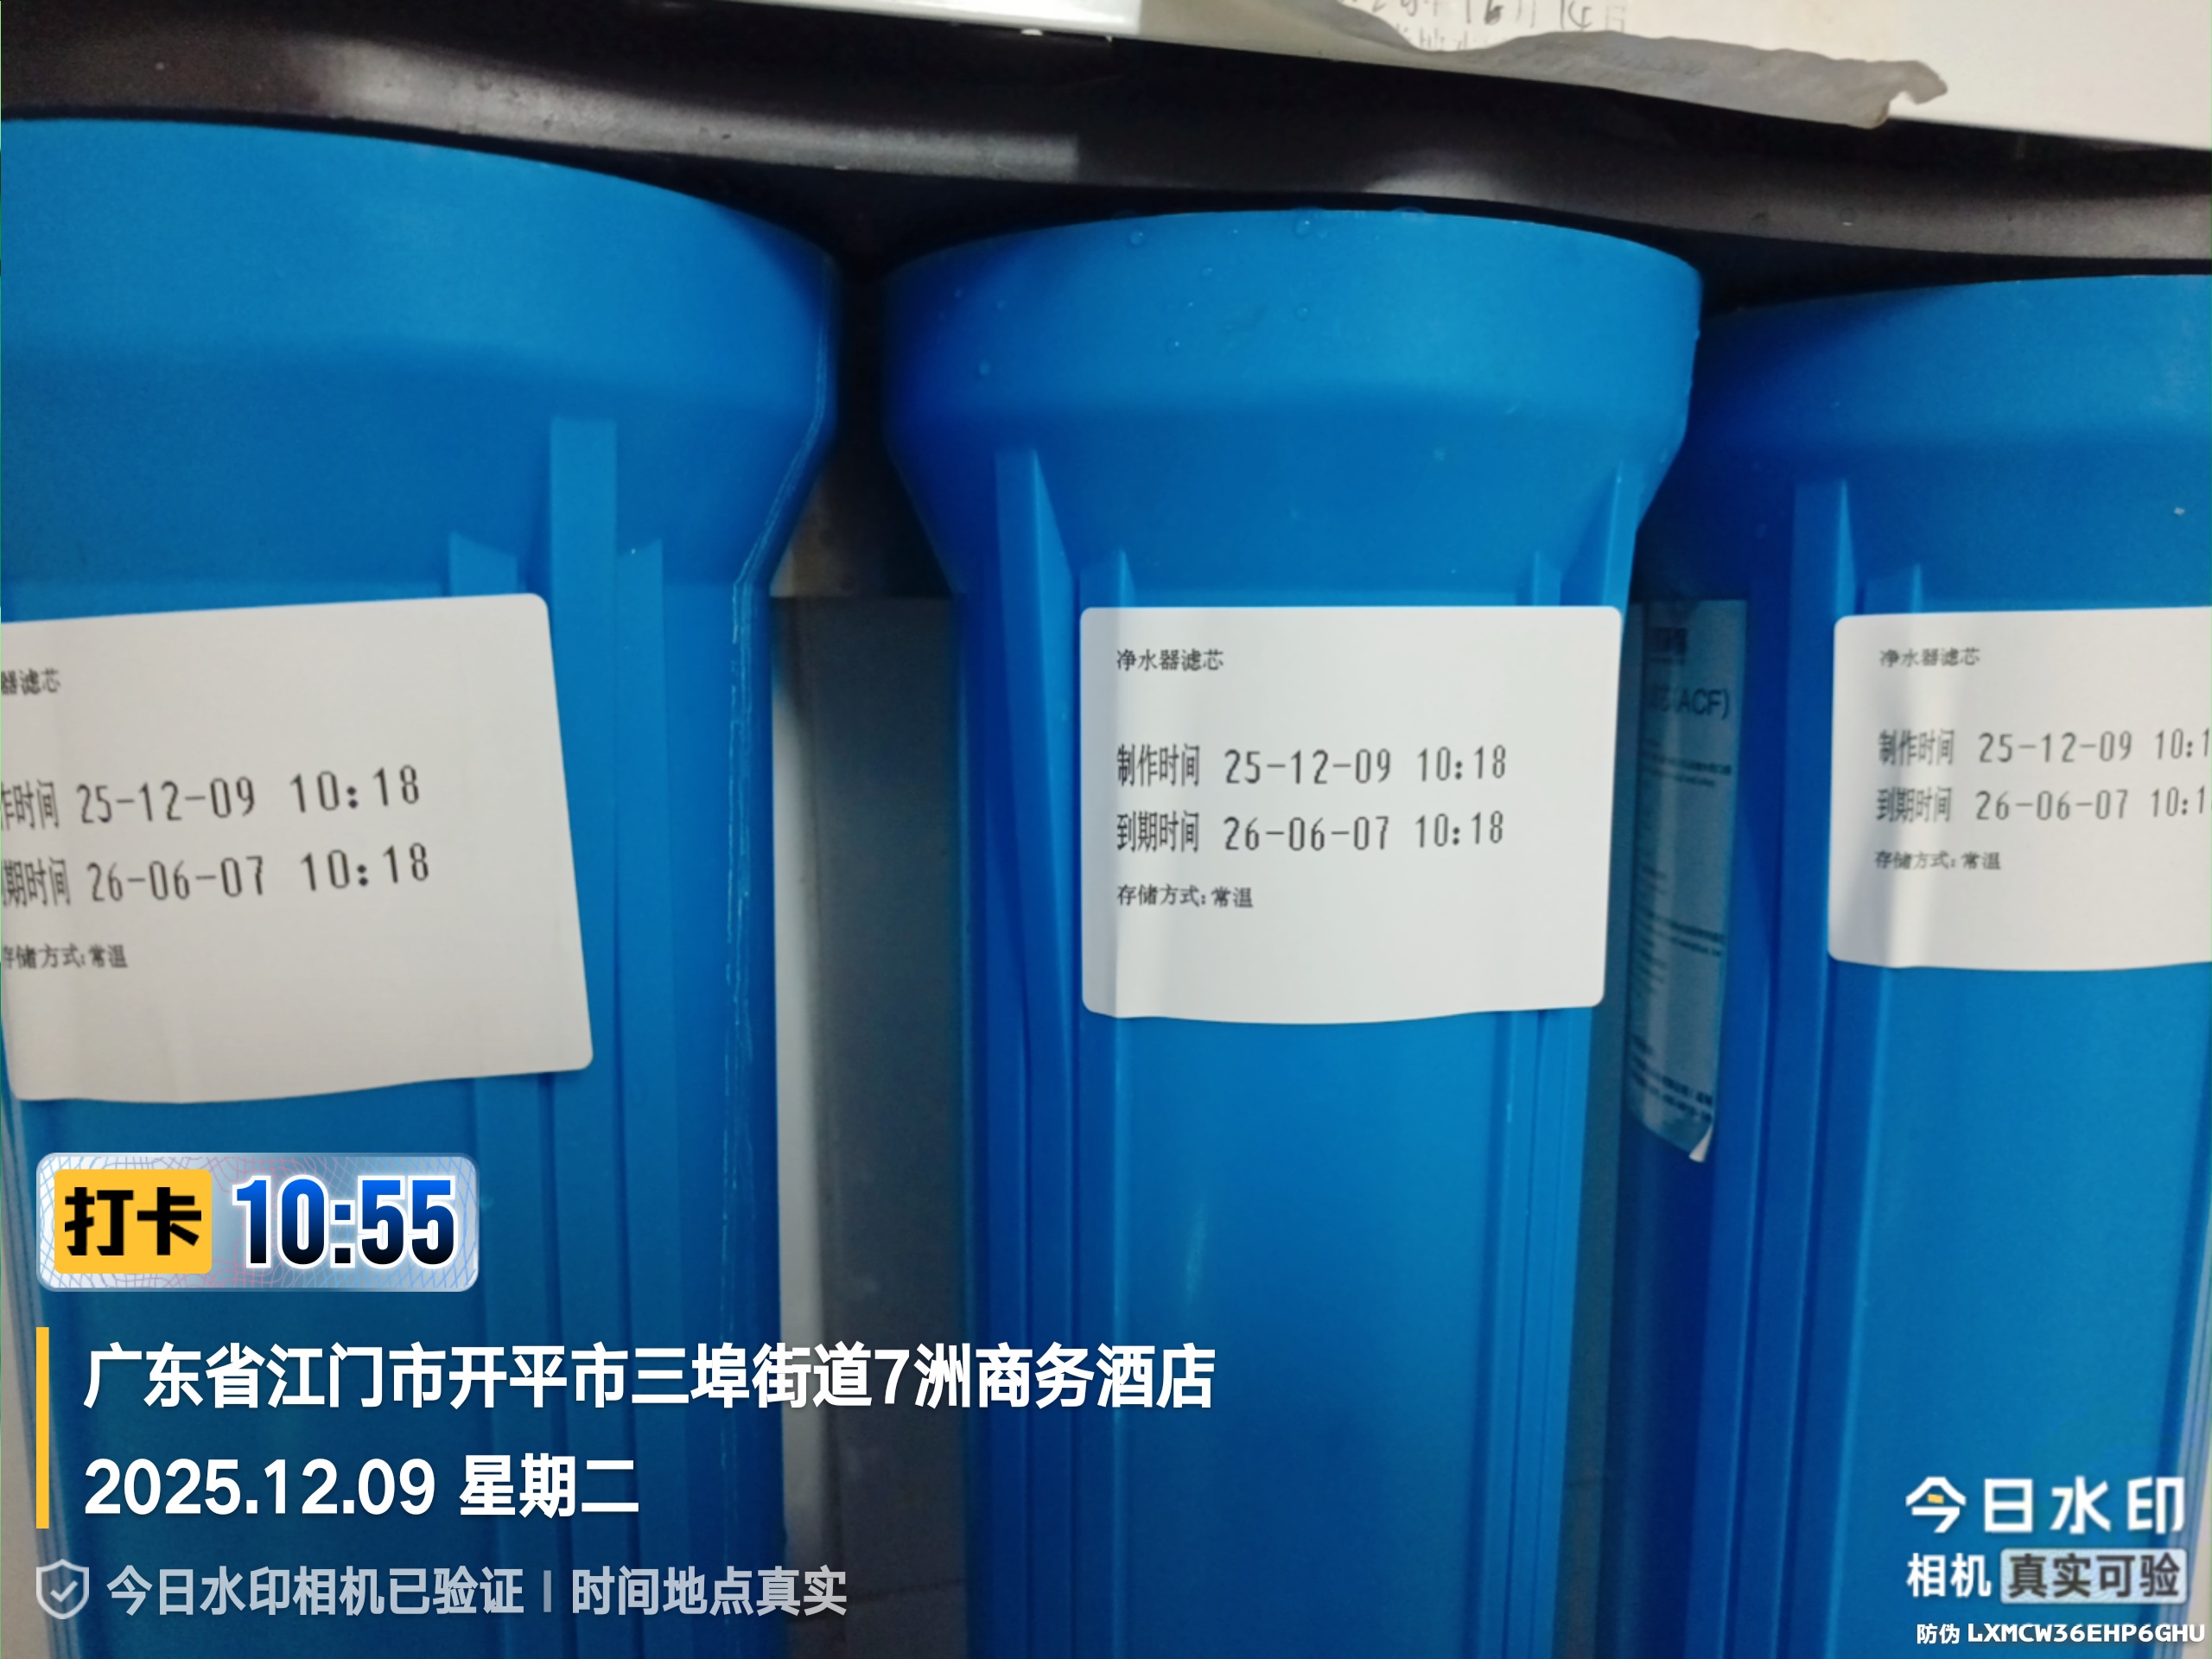 器滤芯
作时间 25-12-09 10:18
期时间 26-06-07 10:18
存储方式:常温
净水器滤芯
制作时间 25-12-09 10:18
到期时间 26-06-07 10:18
存储方式:常温
(ACF)
净水器滤芯
制作时间 25-12-09 10:1
到期时间 26-06-07 10:1
存储方式:常温
打卡 10:55
广东省江门市开平市三埠街道7洲商务酒店
2025.12.09 星期二
今日水印相机已验证 | 时间地点真实
今日水印
相机 真实可验
防伪 LXMCW36EHP6GHU